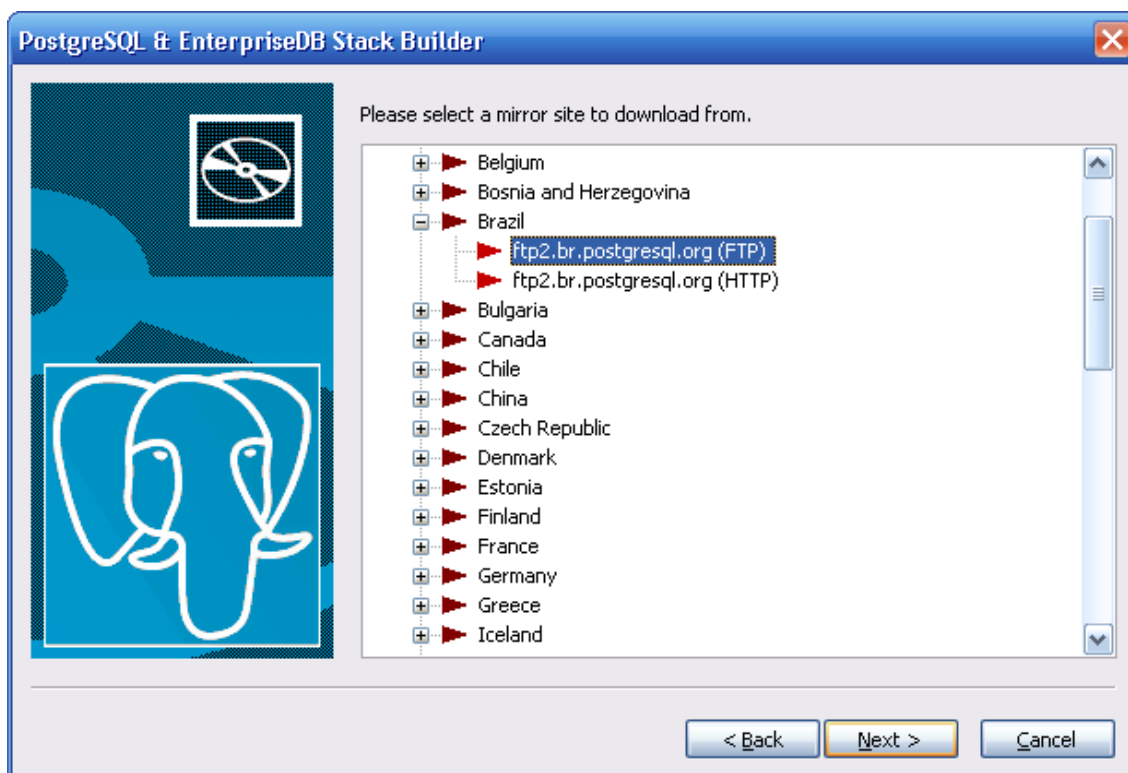 PostgreSQL & EnterpriseDB Stack Builder
Please select a mirror site to download from.
Belgium
Bosnia and Herzegovina
Brazil
ftp2.br.postgresql.org (FTP)
ftp2.br.postgresql.org (HTTP)
Bulgaria
Canada
Chile
China
Czech Republic
Denmark
Estonia
Finland
France
Germany
Greece
Iceland
< Back Next > Cancel